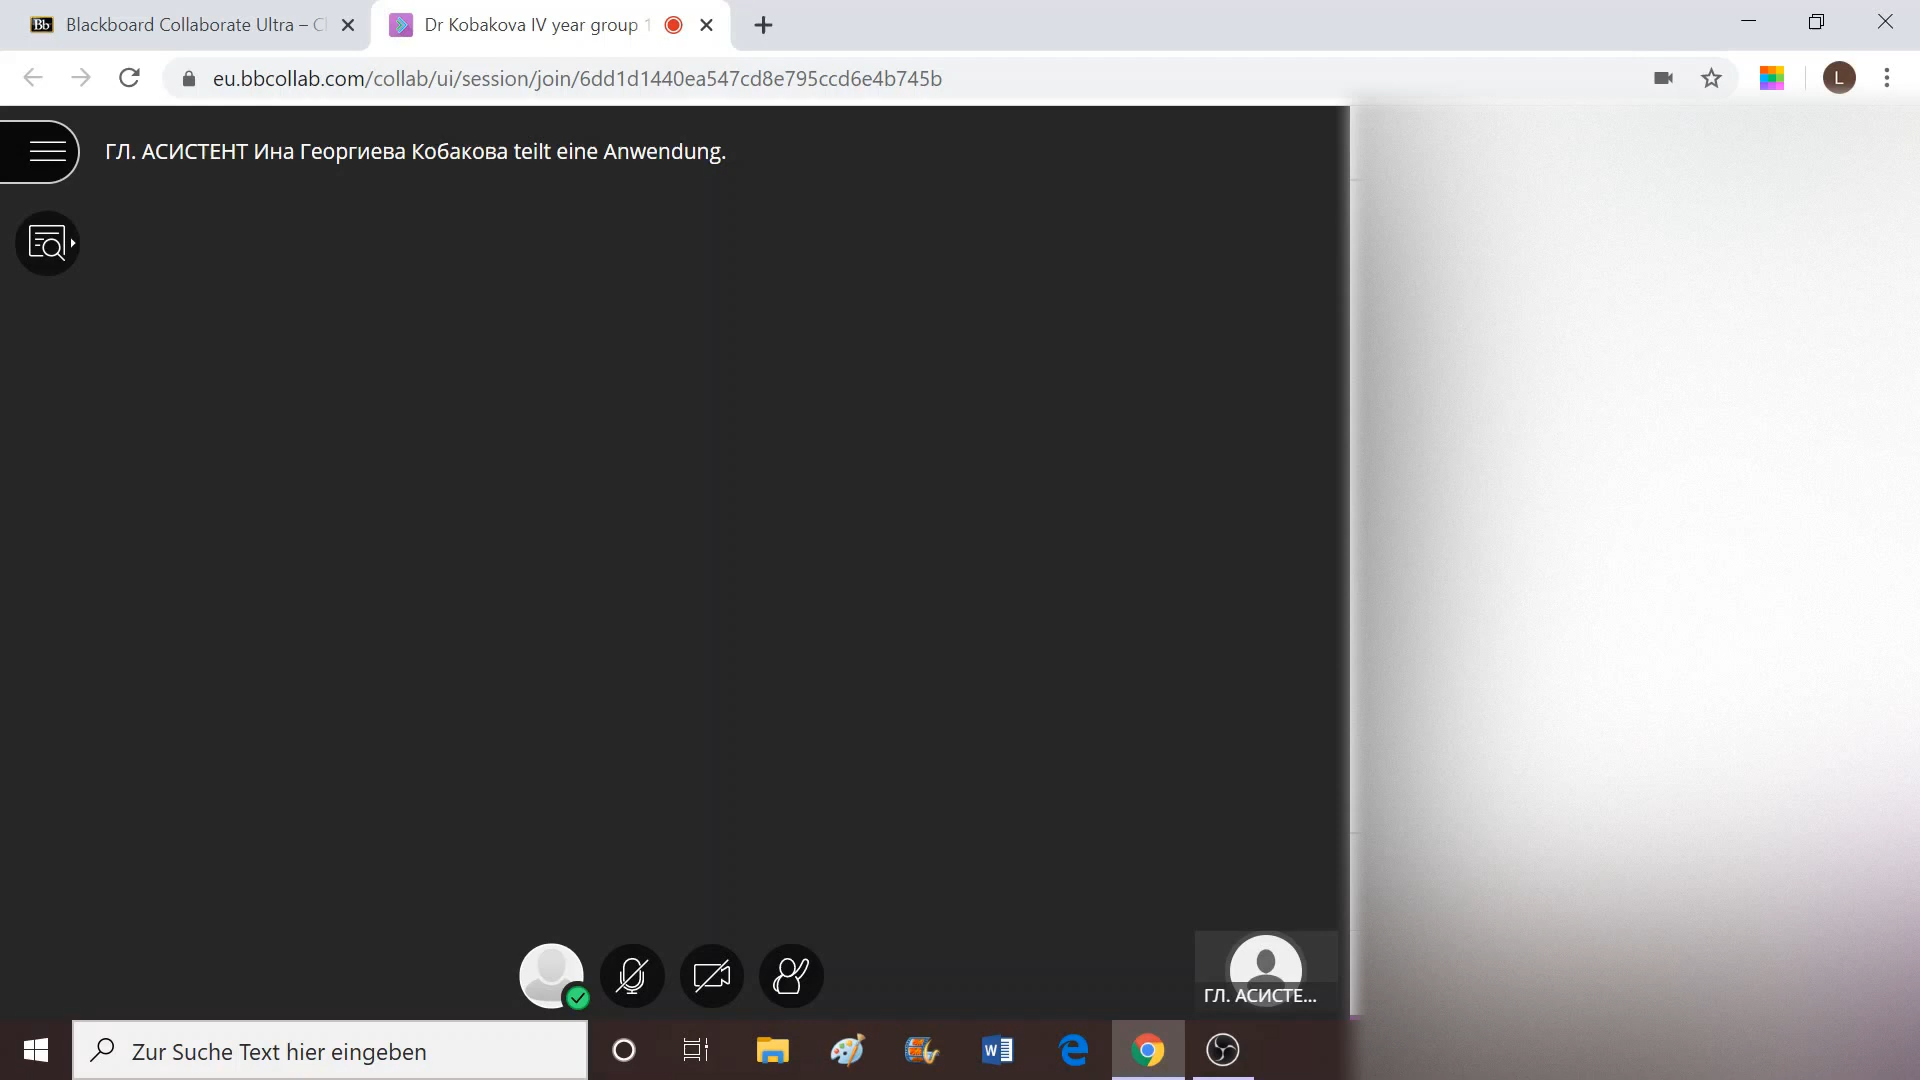 Blackboard Collaborate Ultra – Cl
Dr Kobakova IV year group 1
eu.bbcollab.com/collab/ui/session/join/6dd1d1440ea547cd8e795ccd6e4b745b
L
ГЛ. АСИСТЕНТ Ина Георгиева Кобакова teilt eine Anwendung.
ГЛ. АСИСТЕ...
Zur Suche Text hier eingeben